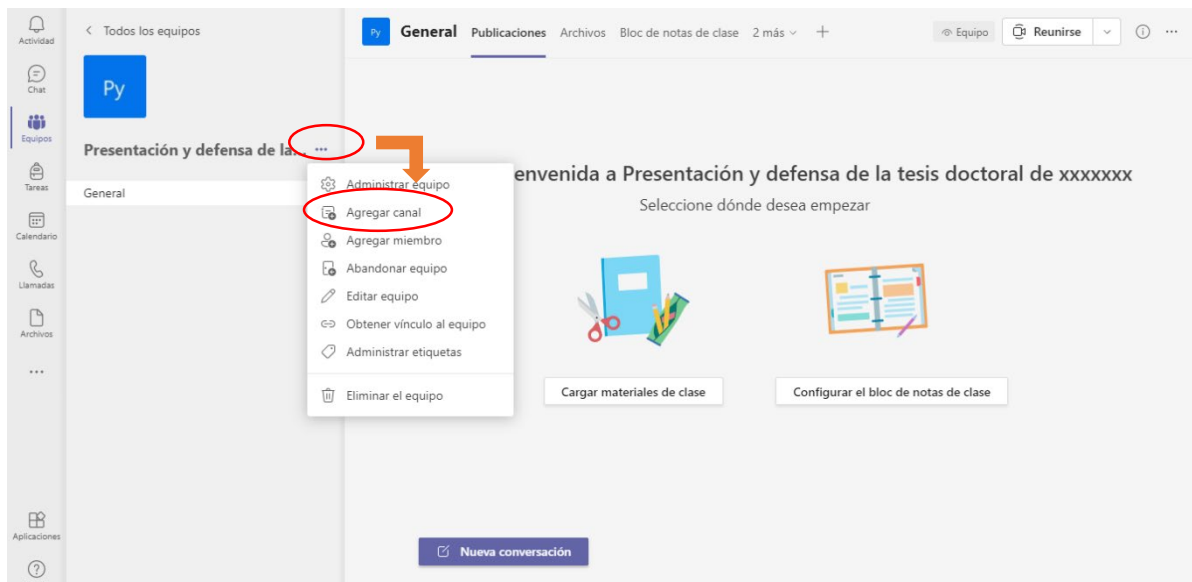 Actividad
Chat
Equipos
Tareas
Calendario
Llamadas
Archivos
Aplicaciones
Todos los equipos
Py
Presentación y defensa de la...
General
Administrar equipo
Agregar canal
Agregar miembro
Abandonar equipo
Editar equipo
Obtener vínculo al equipo
Administrar etiquetas
Eliminar el equipo
Py General Publicaciones Archivos Bloc de notas de clase 2 más
Equipo Reunirse
envenida a Presentación y defensa de la tesis doctoral de xxxxxxx
Seleccione dónde desea empezar
Cargar materiales de clase Configurar el bloc de notas de clase
Nueva conversación